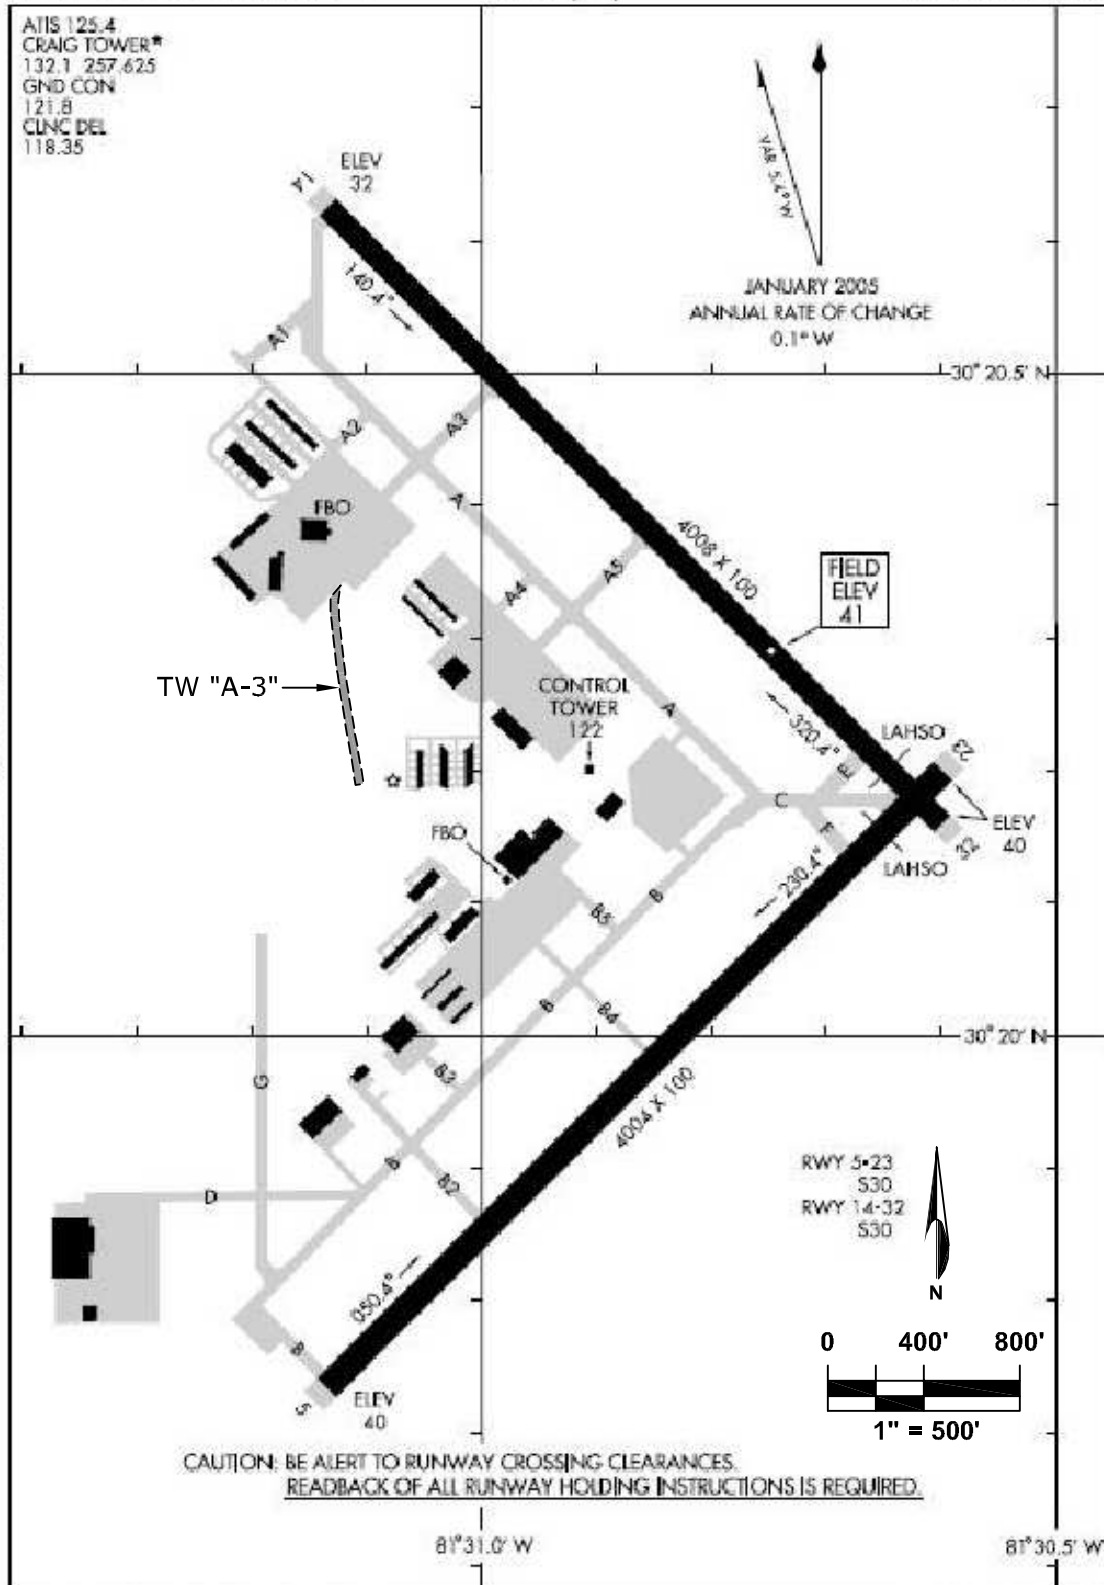 ATIS 125.4
CRAIG TOWER*
132.1 257.625
GND CON
121.8
CLNC DEL
118.35
ELEV
32
14
VAR 5.4° W
140.4°
JANUARY 2005
ANNUAL RATE OF CHANGE
0.1° W
A1
30° 20.5' N
A2
A3
FBO
A
4008 X 100
FIELD
ELEV
41
A4
A5
TW "A-3"
CONTROL
TOWER
122
A
320.4°
LAHSO
E
23
C
F
FBO
ELEV
40
32
LAHSO
230.4°
B
B3
B
B4
30° 20' N
G
B3
4004 X 100
B
B2
D
RWY 5-23
S30
RWY 14-32
S30
N
050.4°
B
5
ELEV
40
0 400' 800'
1" = 500'
CAUTION: BE ALERT TO RUNWAY CROSSING CLEARANCES.
READBACK OF ALL RUNWAY HOLDING INSTRUCTIONS IS REQUIRED.
81°31.0' W
81°30.5' W